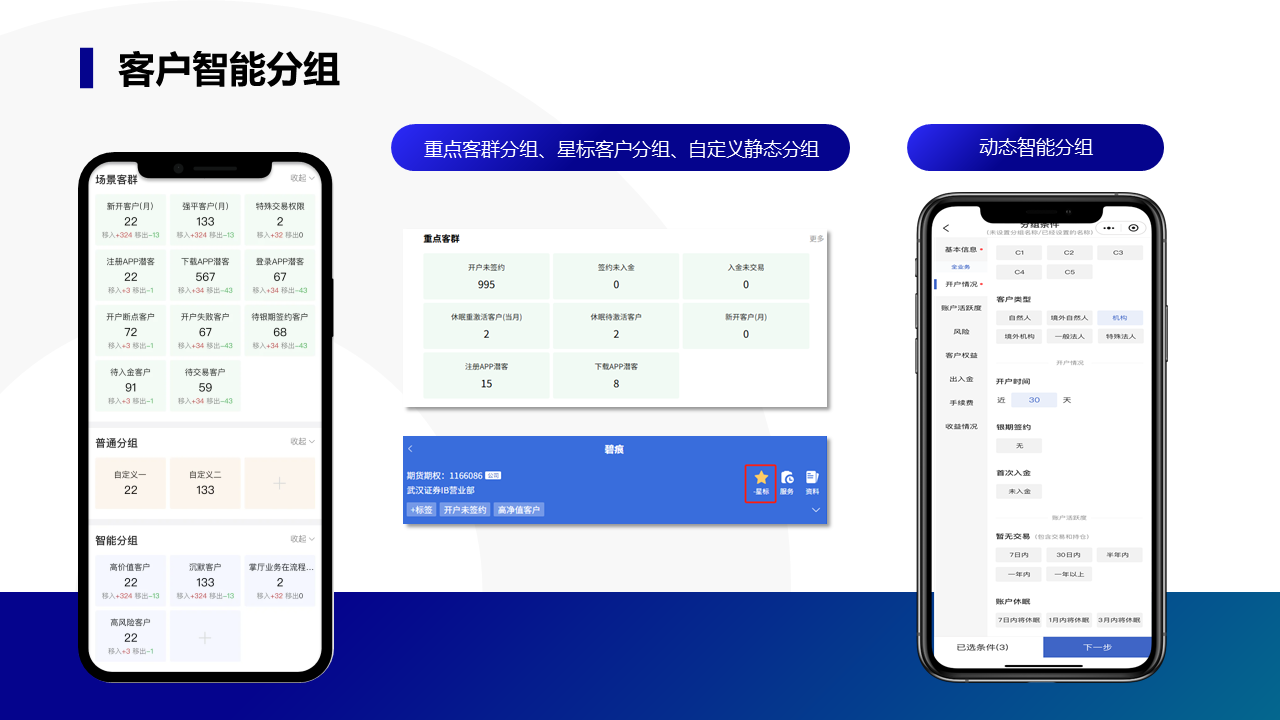 客户智能分组
重点客群分组、星标客户分组、自定义静态分组
动态智能分组
场景客群 收起
新开客户(月) 强平客户(月) 特殊交易权限
22 133 2
移入+324 移出-13 移入+324 移出-13 移入+32 移出0
注册APP潜客 下载APP潜客 登录APP潜客
22 567 67
移入+3 移出-1 移入+34 移出-43 移入+34 移出-43
开户断点客户 开户失败客户 待银期签约客户
72 67 68
移入+3 移出-1 移入+34 移出-43 移入+34 移出-43
待入金客户 待交易客户
91 59
移入+3 移出-1 移入+34 移出-43
普通分组 收起
自定义一 自定义二
22 133
智能分组 收起
高价值客户 沉默客户 掌厅业务在流程...
22 133 2
移入+324 移出-13 移入+324 移出-13 移入+32 移出0
高风险客户
22
移入+3 移出-1
重点客群 更多
开户未签约 签约未入金 入金未交易
995 0 0
休眠重激活客户(当月) 休眠待激活客户 新开客户(月)
2 2 0
注册APP潜客 下载APP潜客
15 8
碧痕
期货期权：1166086 公司
武汉证券IB营业部
-星标 服务 资料
+标签 开户未签约 高净值客户
分组条件
(未设置分组名称/已经设置的名称)
基本信息
全业务
开户情况
账户活跃度
风险
客户权益
出入金
手续费
收益情况
C1 C2 C3
C4 C5
客户类型
自然人 境外自然人 机构
境外机构 一般法人 特殊法人
开户情况
开户时间
近 30 天
银期签约
无
首次入金
未入金
账户活跃度
暂无交易 (包含交易和持仓)
7日内 30日内 半年内
一年内 一年以上
账户休眠
7日内将休眠 1月内将休眠 3月内将休眠
已选条件(3) 下一步